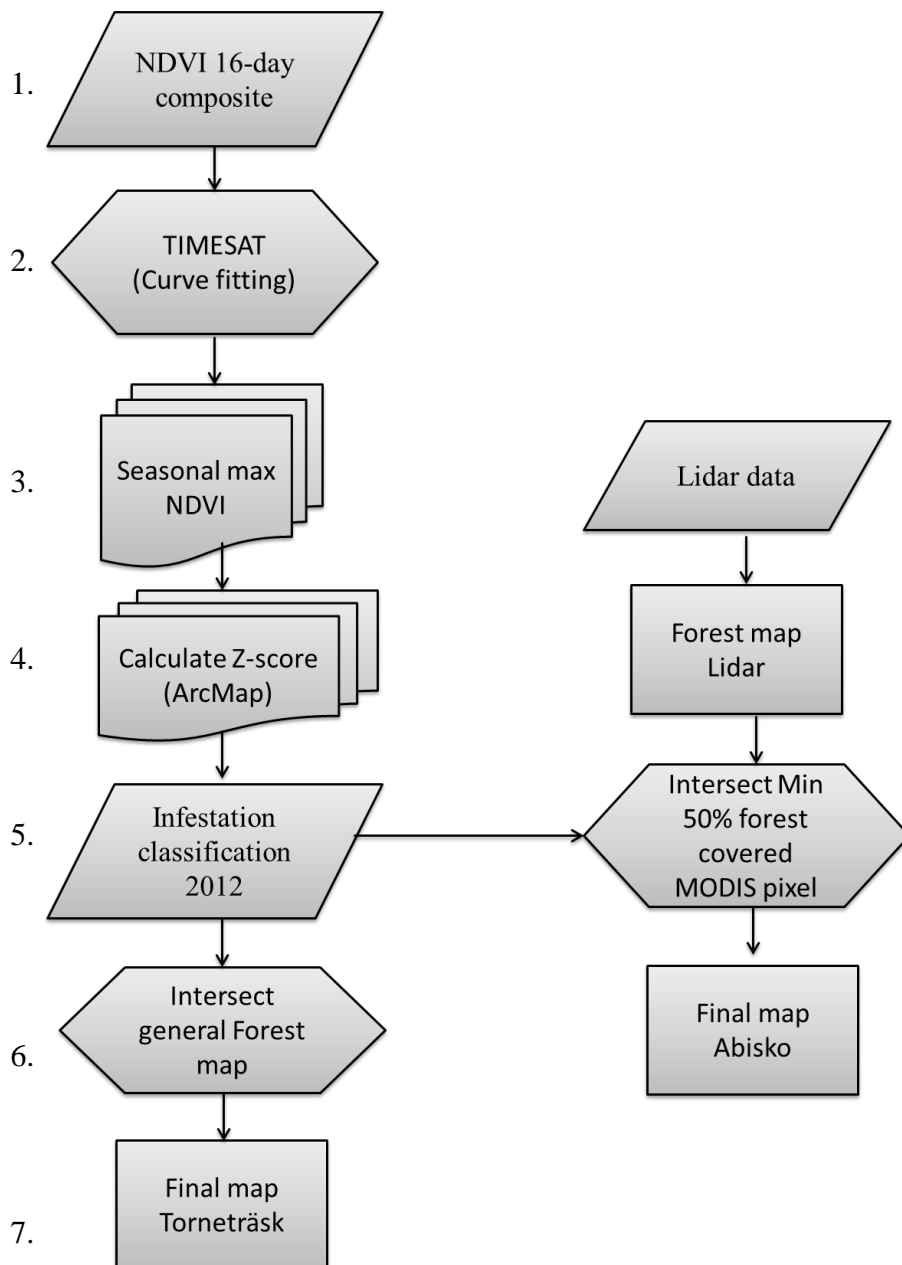 1.
NDVI 16-day
composite
2.
TIMESAT
(Curve fitting)
3.
Seasonal max
NDVI
Lidar data
4.
Calculate Z-score
(ArcMap)
Forest map
Lidar
5.
Infestation
classification
2012
Intersect Min
50% forest
covered
MODIS pixel
6.
Intersect
general Forest
map
Final map
Abisko
7.
Final map
Torneträsk